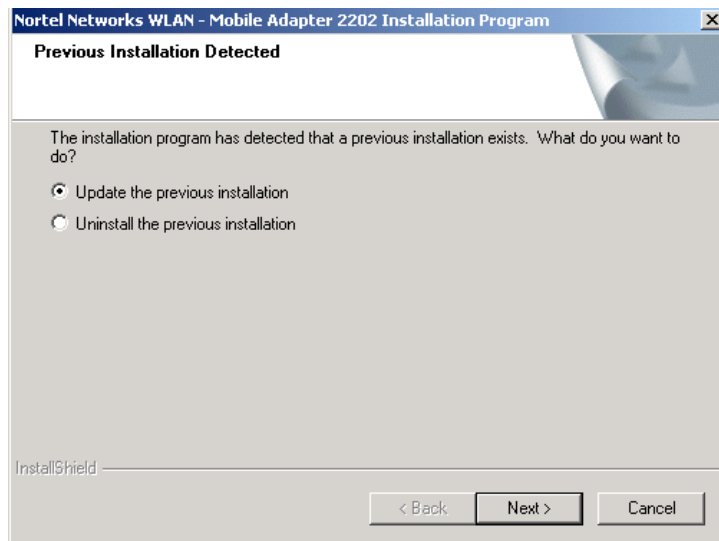 Nortel Networks WLAN - Mobile Adapter 2202 Installation Program
Previous Installation Detected
The installation program has detected that a previous installation exists.  What do you want to
do?
Update the previous installation
Uninstall the previous installation
InstallShield
< Back
Next >
Cancel